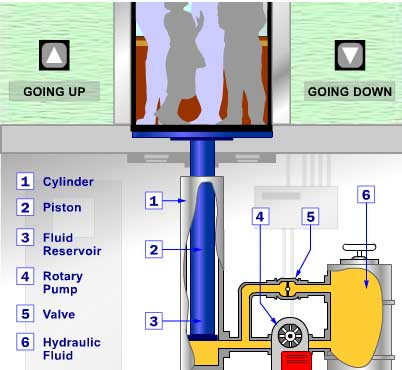 GOING UP
GOING DOWN
1 Cylinder
2 Piston
3 Fluid
Reservoir
4 Rotary
Pump
5 Valve
6 Hydraulic
Fluid
1
2
3
4
5
6